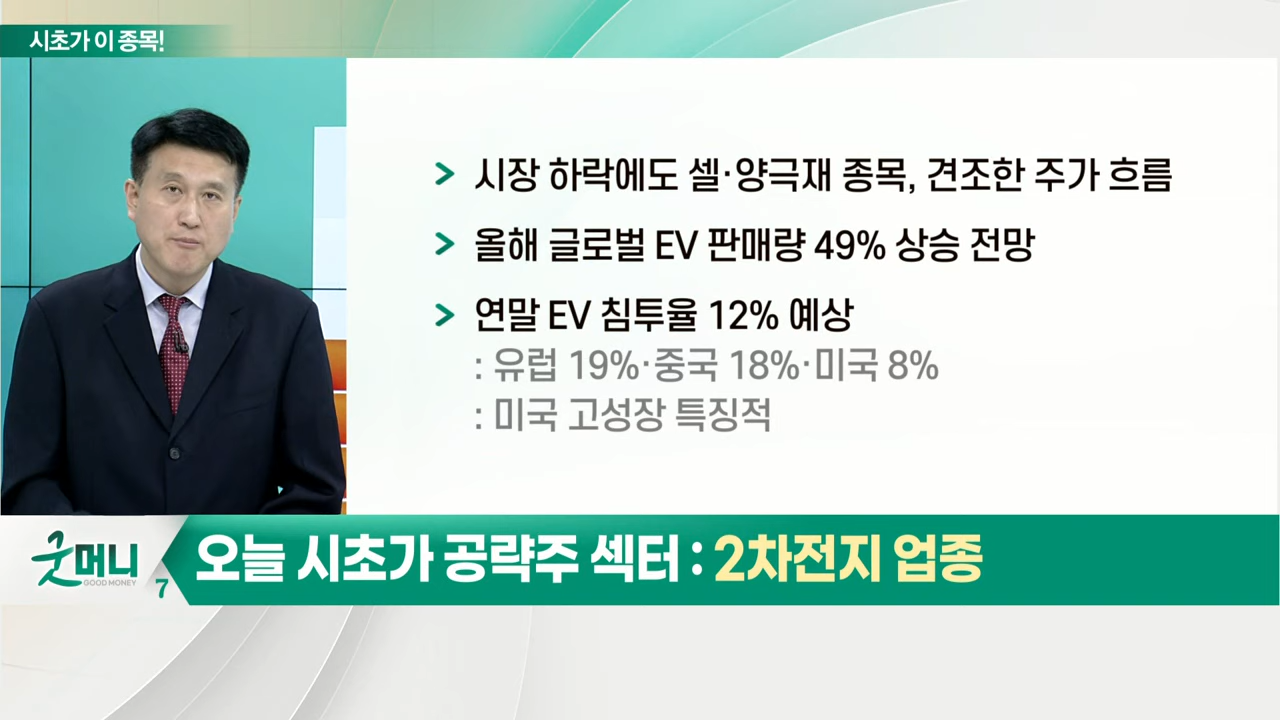 시초가 이 종목!
> 시장 하락에도 셀·양극재 종목, 견조한 주가 흐름
> 올해 글로벌 EV 판매량 49% 상승 전망
> 연말 EV 침투율 12% 예상
: 유럽 19%·중국 18%·미국 8%
: 미국 고성장 특징적
굿머니
GOOD MONEY
7
오늘 시초가 공략주 섹터 : 2차전지 업종